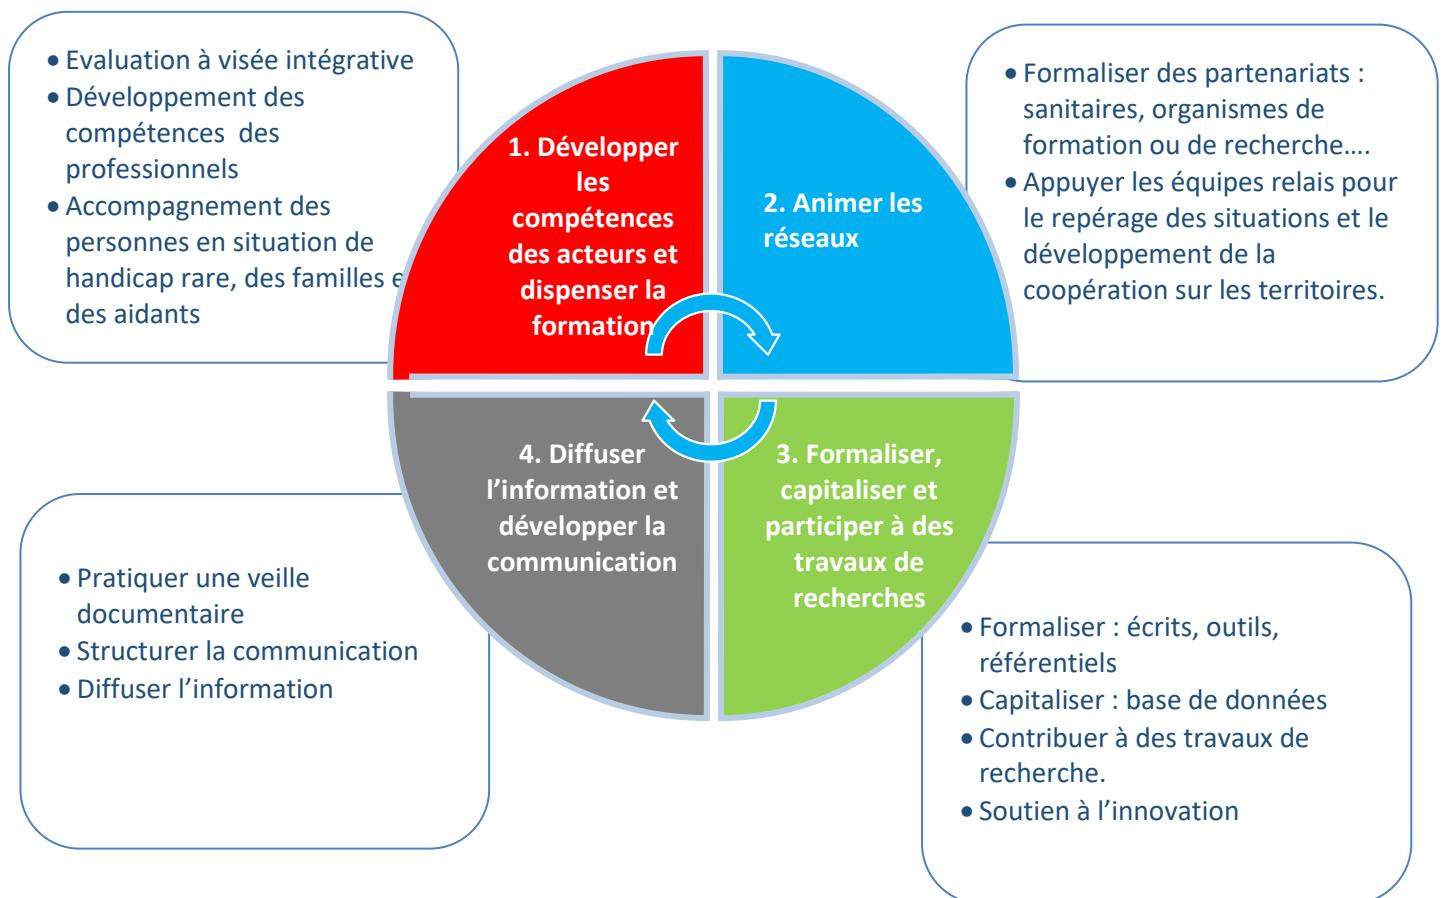 • Evaluation à visée intégrative
• Développement des
compétences des
professionnels
• Accompagnement des
personnes en situation de
handicap rare, des familles e
des aidants
1. Développer
les
compétences
des acteurs et
dispenser la
formation
2. Animer les
réseaux
• Formaliser des partenariats :
sanitaires, organismes de
formation ou de recherche….
• Appuyer les équipes relais pour
le repérage des situations et le
développement de la
coopération sur les territoires.
4. Diffuser
l’information et
développer la
communication
3. Formaliser,
capitaliser et
participer à des
travaux de
recherches
• Pratiquer une veille
documentaire
• Structurer la communication
• Diffuser l’information
• Formaliser : écrits, outils,
référentiels
• Capitaliser : base de données
• Contribuer à des travaux de
recherche.
• Soutien à l’innovation